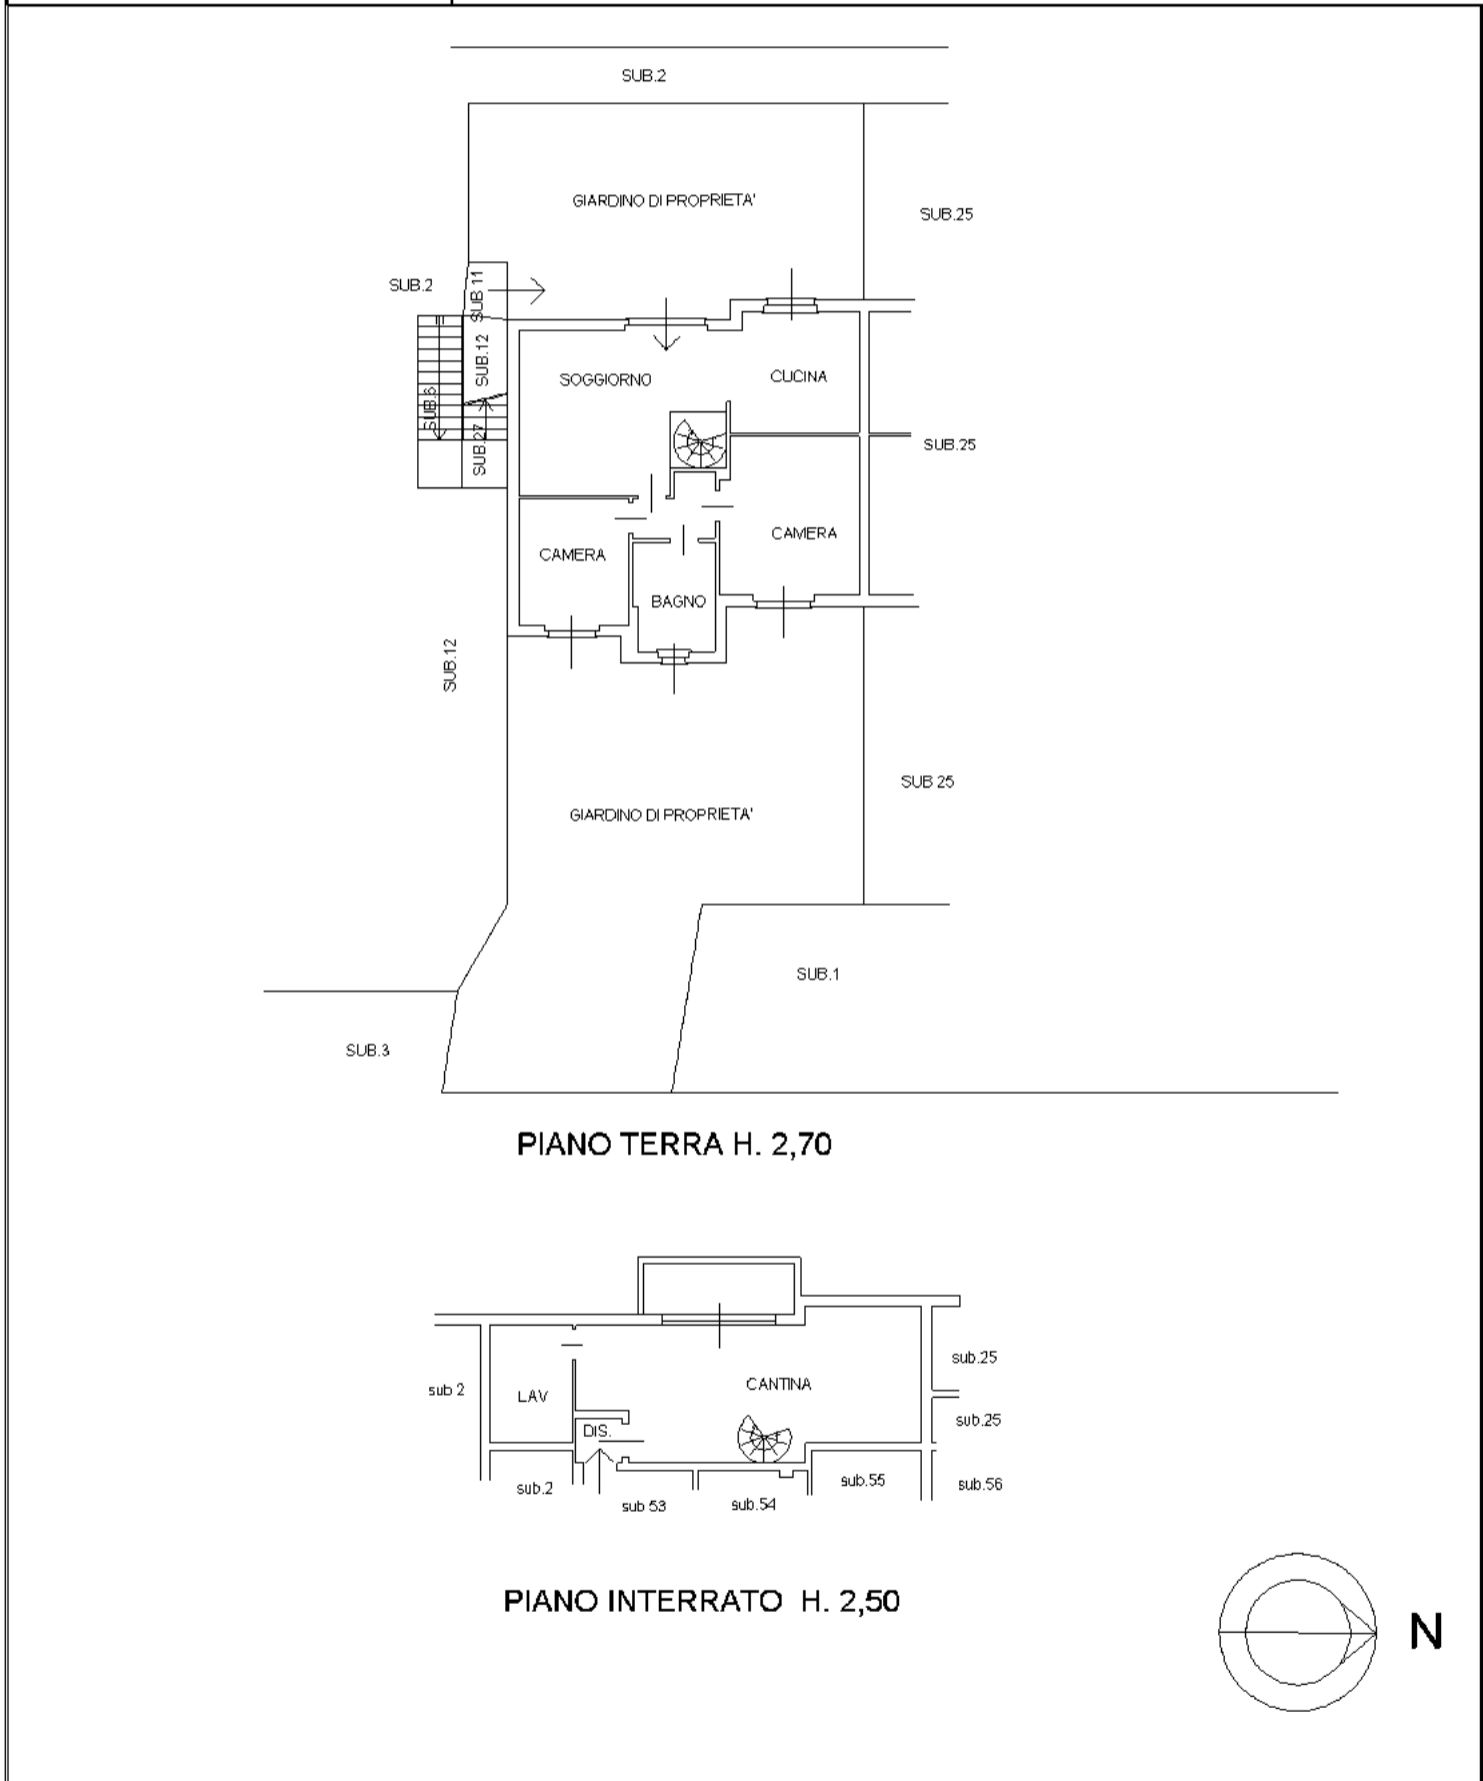 SUB.2
GIARDINO DI PROPRIETA'
SUB.25
SUB.2
SUB 11
SUB.12
SUB.6
SUB.27
SOGGIORNO
CUCINA
SUB.25
CAMERA
CAMERA
BAGNO
SUB.12
SUB 25
GIARDINO DI PROPRIETA'
SUB.1
SUB.3
PIANO TERRA H. 2,70
sub.25
sub 2
LAV
CANTINA
sub.25
DIS.
sub.2
sub 53
sub.54
sub.55
sub.56
PIANO INTERRATO H. 2,50
N